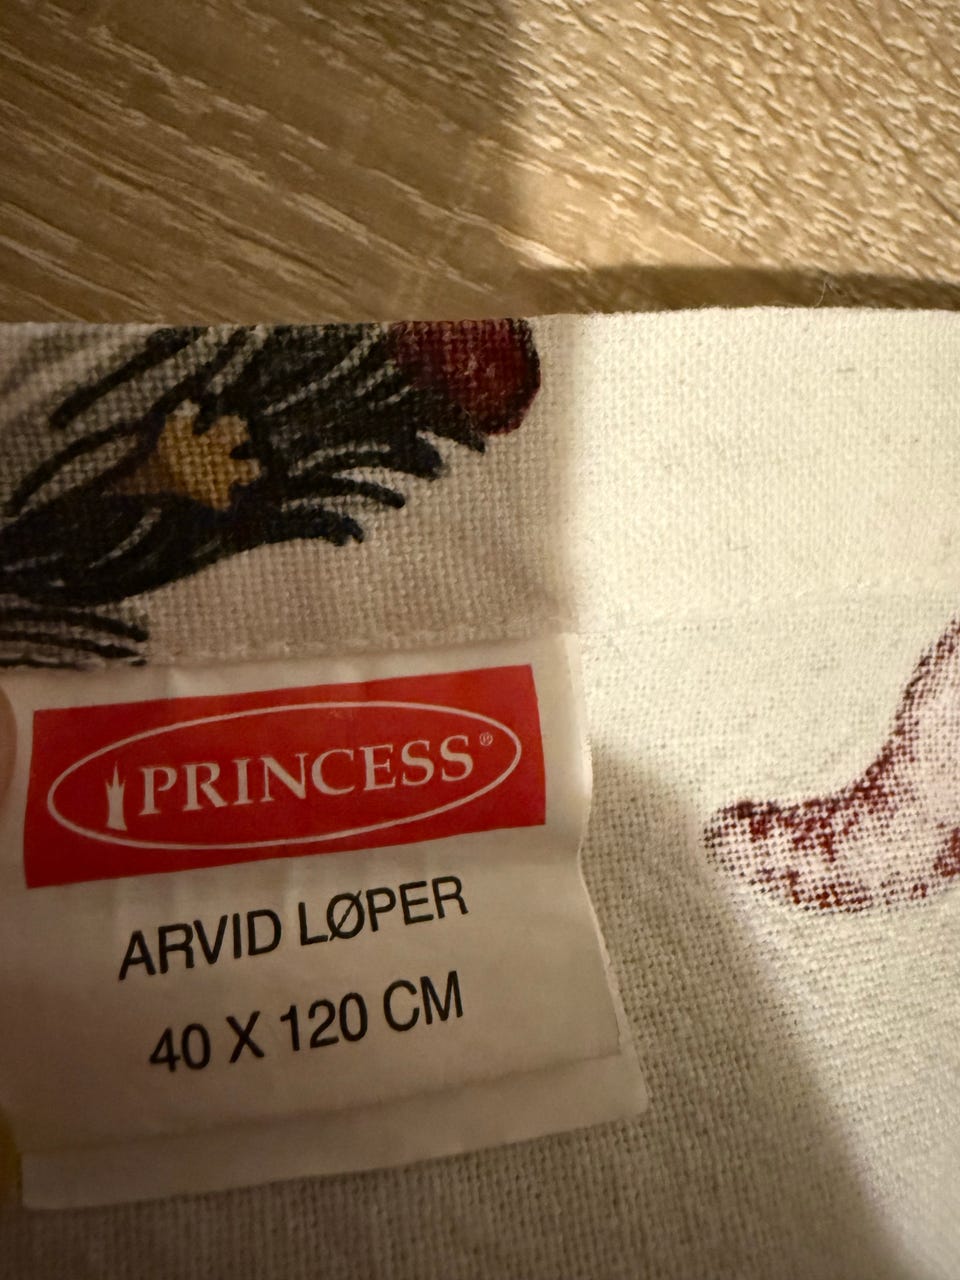 PRINCESS®
ARVID LØPER
40 X 120 CM